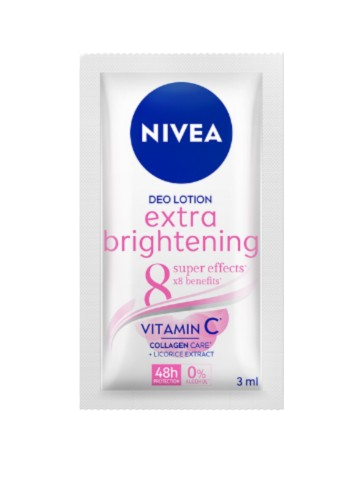 NIVEA
DEO LOTION
extra
brightening
8 super effects*
x8 benefits*
VITAMIN C*
COLLAGEN CARE*
+ LICORICE EXTRACT
48h 0%
PROTECTION ALCOHOL
3 ml